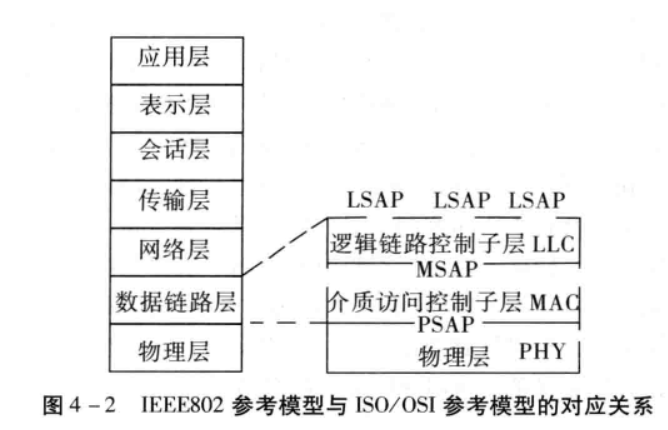 应用层
表示层
会话层
传输层
网络层
数据链路层
物理层
LSAP LSAP LSAP
逻辑链路控制子层 LLC
MSAP
介质访问控制子层 MAC
PSAP
物理层 PHY
图 4-2 IEEE802 参考模型与 ISO/OSI 参考模型的对应关系